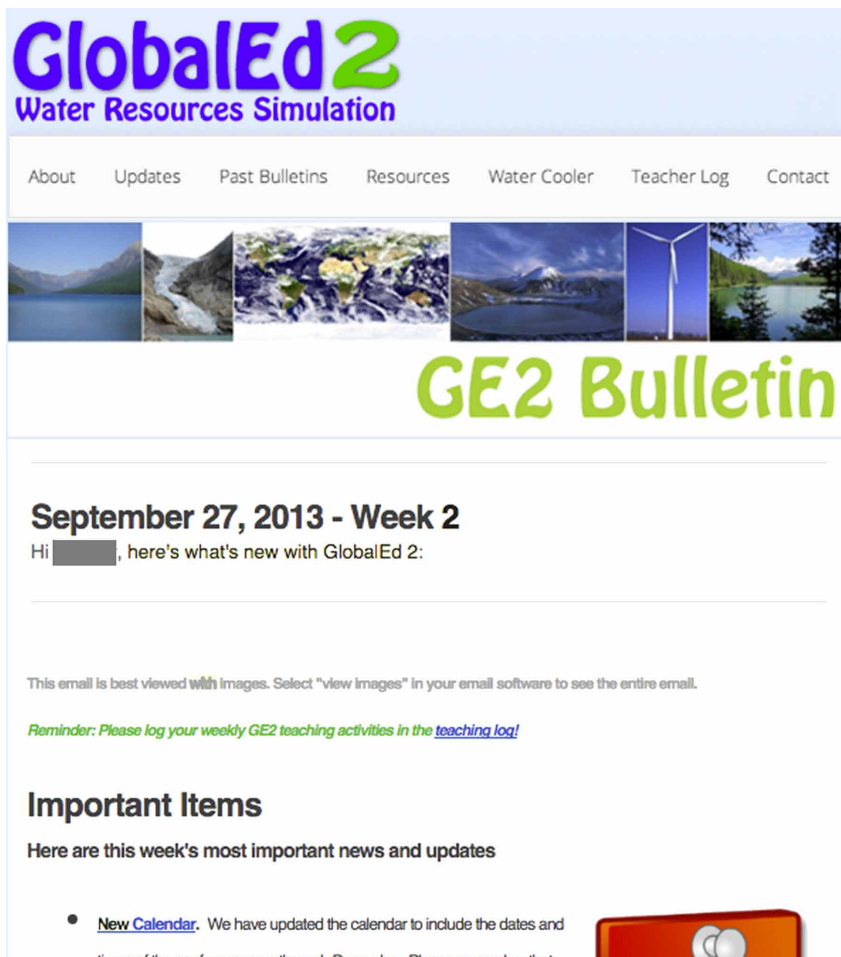 GlobalEd 2
Water Resources Simulation
About Updates Past Bulletins Resources Water Cooler Teacher Log Contact
GE2 Bulletin
September 27, 2013 - Week 2
Hi , here's what's new with GlobalEd 2:
This email is best viewed with images. Select "view images" in your email software to see the entire email.
Reminder: Please log your weekly GE2 teaching activities in the teaching log!
Important Items
Here are this week's most important news and updates
• New Calendar. We have updated the calendar to include the dates and